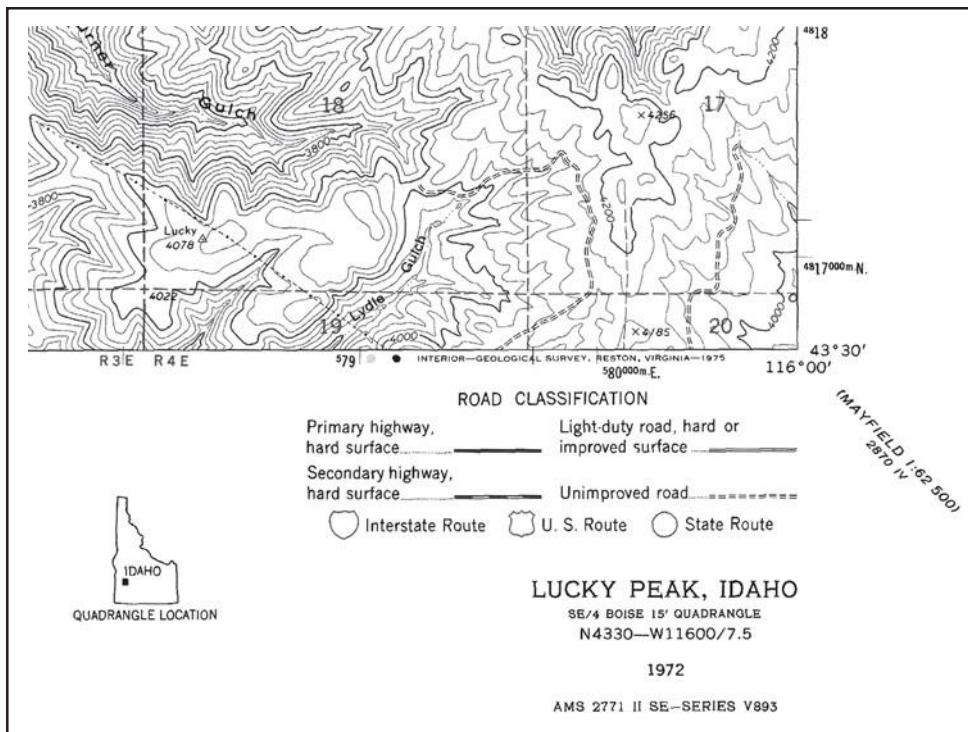 4818
4200
Gulch
18
17
×4256
3800
3800
4200
Lucky
4078
Gulch
4817000m.N.
4022
Lydle
19
4000
×4185
20
4000
R3E R4E
579
INTERIOR—GEOLOGICAL SURVEY, RESTON, VIRGINIA—1975
580000m.E.
43°30′
116°00′
ROAD CLASSIFICATION
Primary highway,
hard surface
Light-duty road, hard or
improved surface
Secondary highway,
hard surface
Unimproved road
Interstate Route
U. S. Route
State Route
(MAYFIELD 1:62 500)
2870 IV
IDAHO
QUADRANGLE LOCATION
LUCKY PEAK, IDAHO
SE/4 BOISE 15′ QUADRANGLE
N4330—W11600/7.5
1972
AMS 2771 II SE–SERIES V893